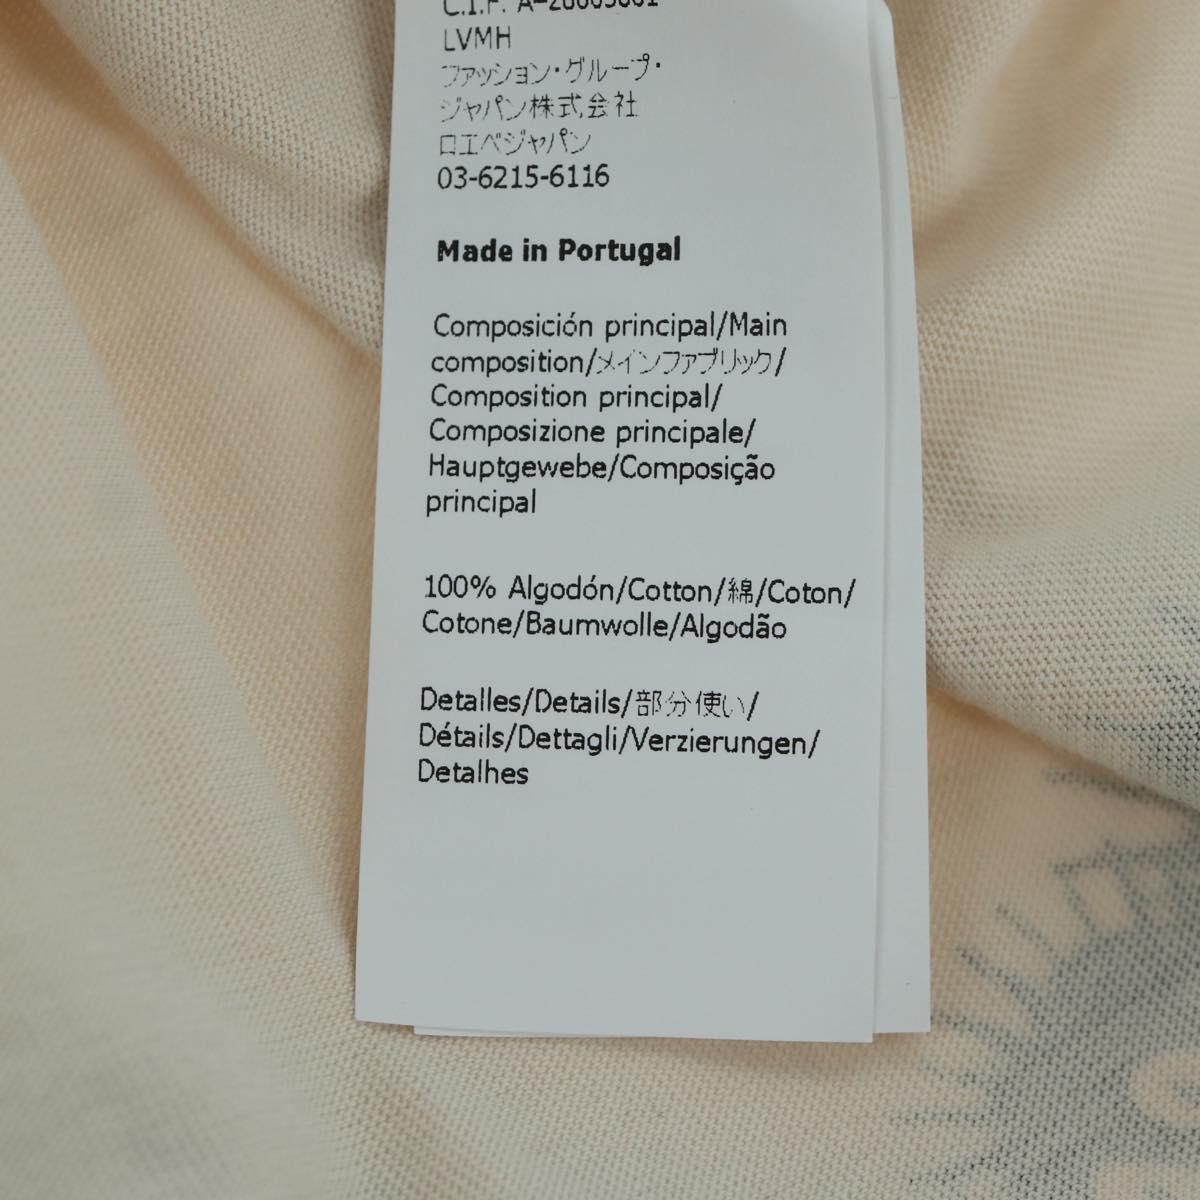 C.I.F. A-28003861
LVMH
ファッション・グループ・
ジャパン株式会社
ロエベジャパン
03-6215-6116
Made in Portugal
Composición principal/Main
composition/メインファブリック/
Composition principal/
Composizione principale/
Hauptgewebe/Composição
principal
100% Algodón/Cotton/綿/Coton/
Cotone/Baumwolle/Algodão
Detalles/Details/部分使い/
Détails/Dettagli/Verzierungen/
Detalhes